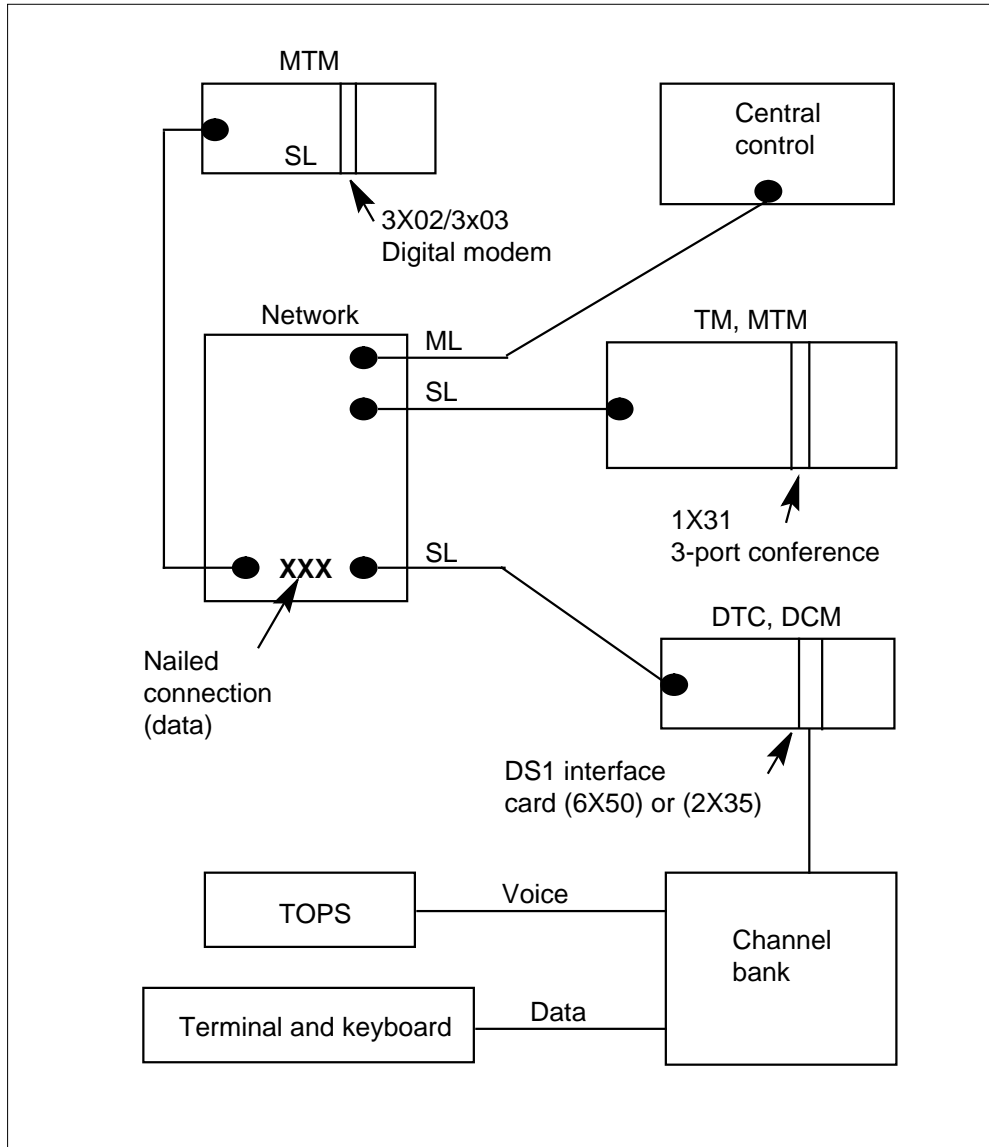 MTM
SL
3X02/3x03
Digital modem
Central
control
Network
ML
SL
TM, MTM
1X31
3-port conference
XXX
SL
Nailed
connection
(data)
DTC, DCM
DS1 interface
card (6X50) or (2X35)
TOPS
Voice
Channel
bank
Terminal and keyboard
Data